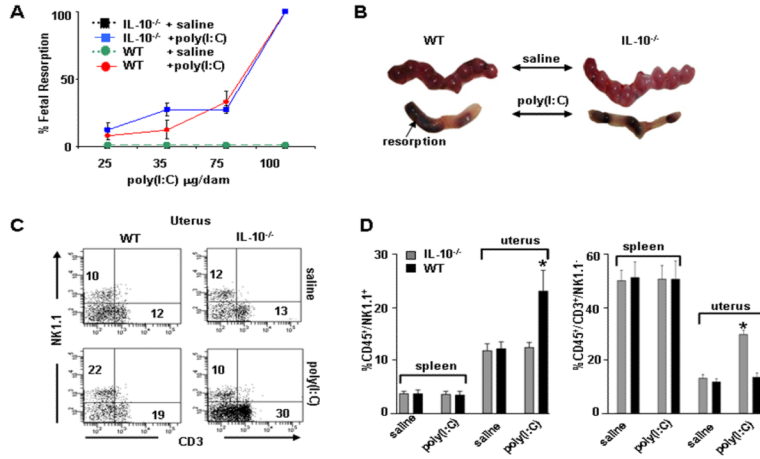 A
IL-10-/- + saline
IL-10-/- +poly(I:C)
WT + saline
WT +poly(I:C)
% Fetal Resorption
100
50
0
25 35 75 100
poly(I:C) µg/dam
B
WT IL-10-/-
saline
poly(I:C)
resorption
C
Uterus
WT IL-10-/-
10 12
12 13
saline
22 19
10 30
poly(I:C)
NK1.1
CD3
D
IL-10-/-
WT
%CD45+/NK1.1+
30
20
10
0
spleen
uterus
*
saline poly(I:C) saline poly(I:C)
%CD45+/CD3+/NK1.1-
60
40
20
0
spleen
uterus
*
saline poly(I:C) saline poly(I:C)